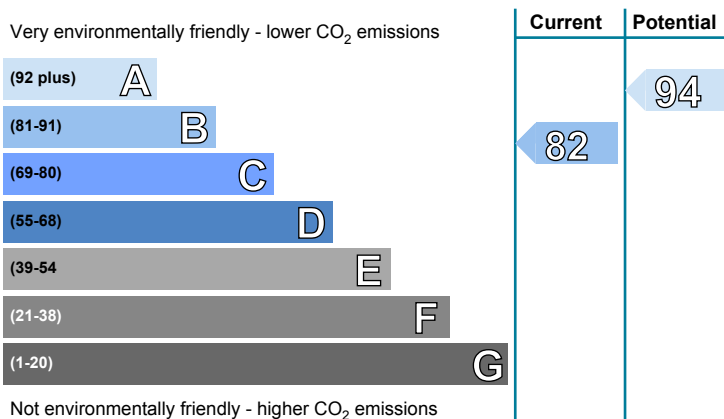 Very environmentally friendly - lower CO2 emissions
Current
Potential
(92 plus) A
(81-91) B
(69-80) C
(55-68) D
(39-54 E
(21-38) F
(1-20) G
82
94
Not environmentally friendly - higher CO2 emissions